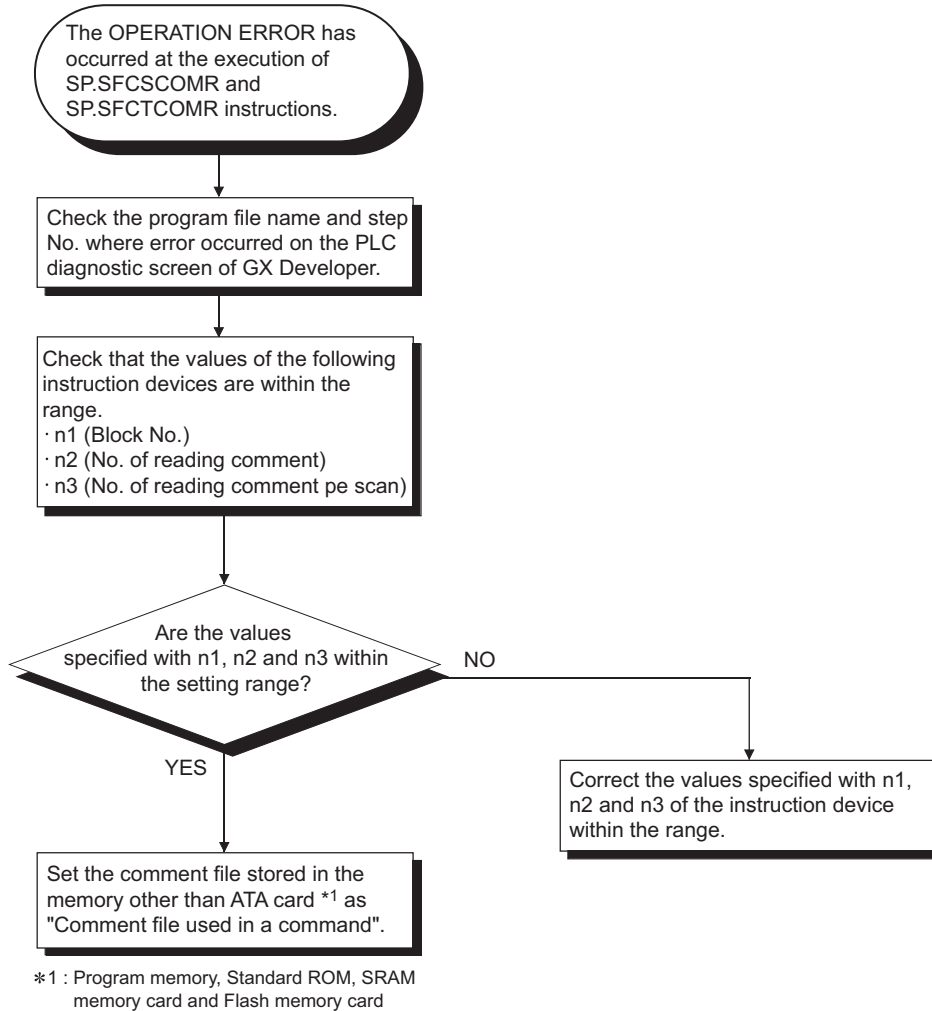 The OPERATION ERROR has
occurred at the execution of
SP.SFCSCOMR and
SP.SFCTCOMR instructions.
Check the program file name and step
No. where error occurred on the PLC
diagnostic screen of GX Developer.
Check that the values of the following
instruction devices are within the
range.
· n1 (Block No.)
· n2 (No. of reading comment)
· n3 (No. of reading comment pe scan)
Are the values
specified with n1, n2 and n3 within
the setting range?
NO
YES
Correct the values specified with n1,
n2 and n3 of the instruction device
within the range.
Set the comment file stored in the
memory other than ATA card *1 as
"Comment file used in a command".
*1 : Program memory, Standard ROM, SRAM
memory card and Flash memory card